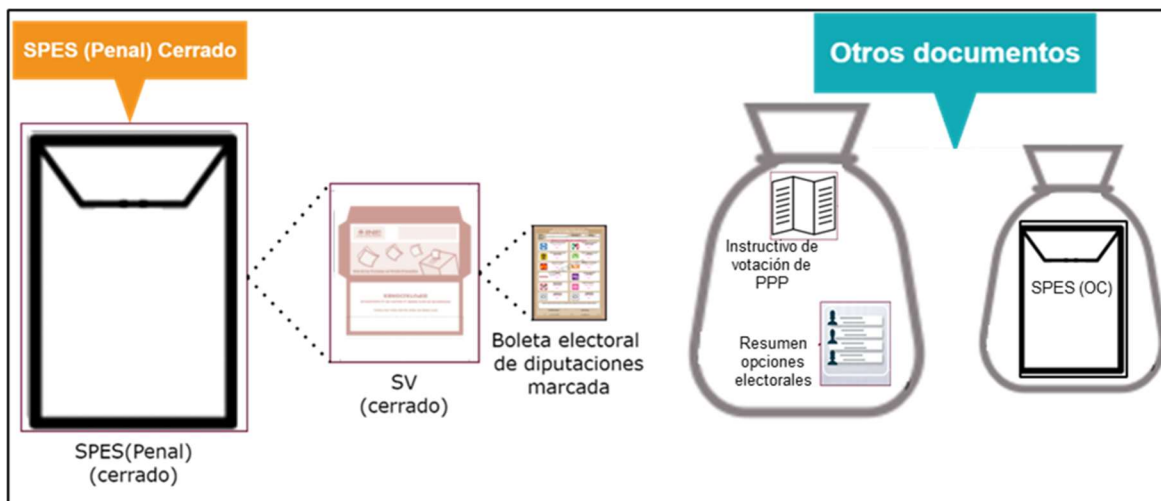 SPES (Penal) Cerrado
Otros documentos
Instructivo de
votación de
PPP
SPES (OC)
Resumen
opciones
electorales
Boleta electoral
de diputaciones
marcada
SV
(cerrado)
SPES(Penal)
(cerrado)